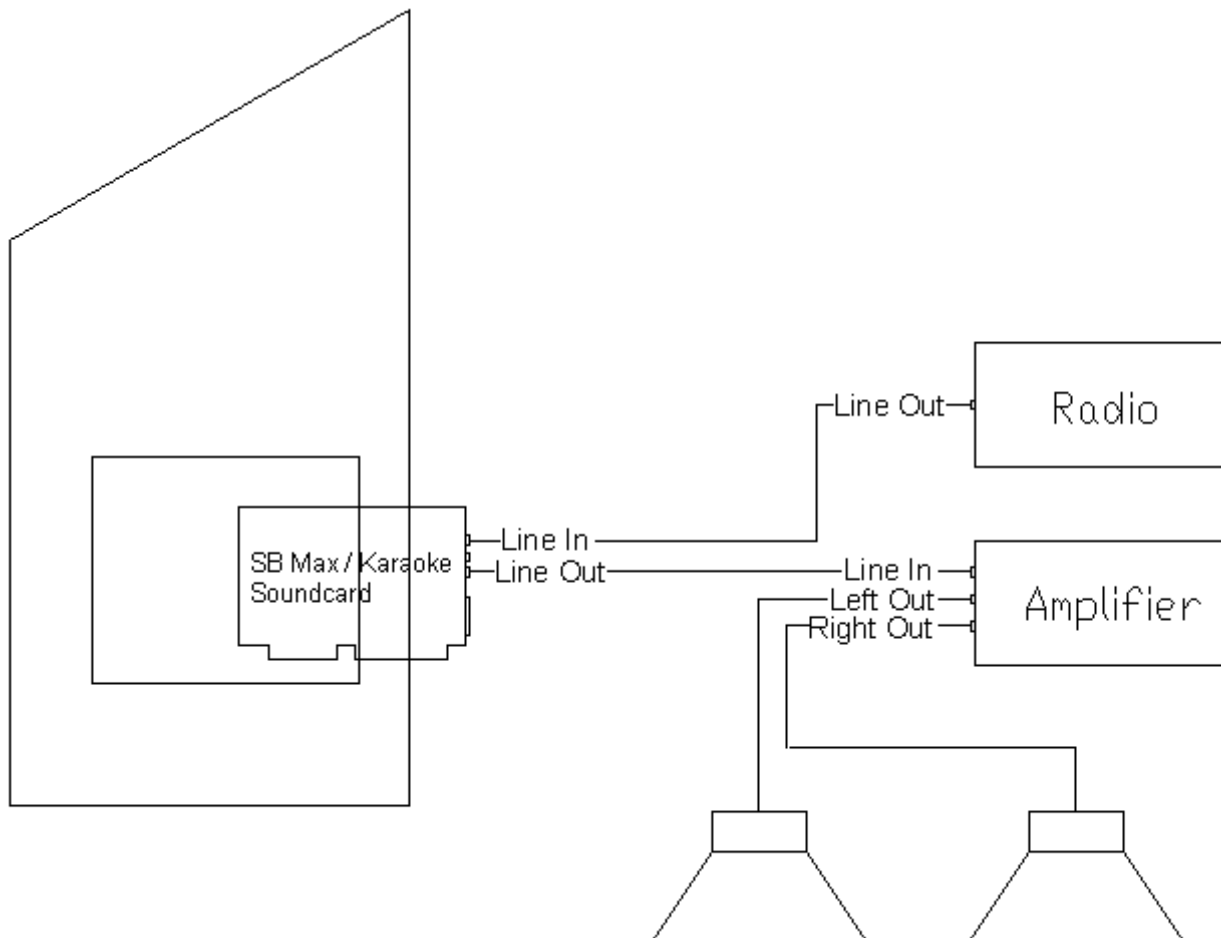 Line Out
Radio
SB Max / Karaoke
Soundcard
Line In
Line Out
Line In
Left Out
Right Out
Amplifier